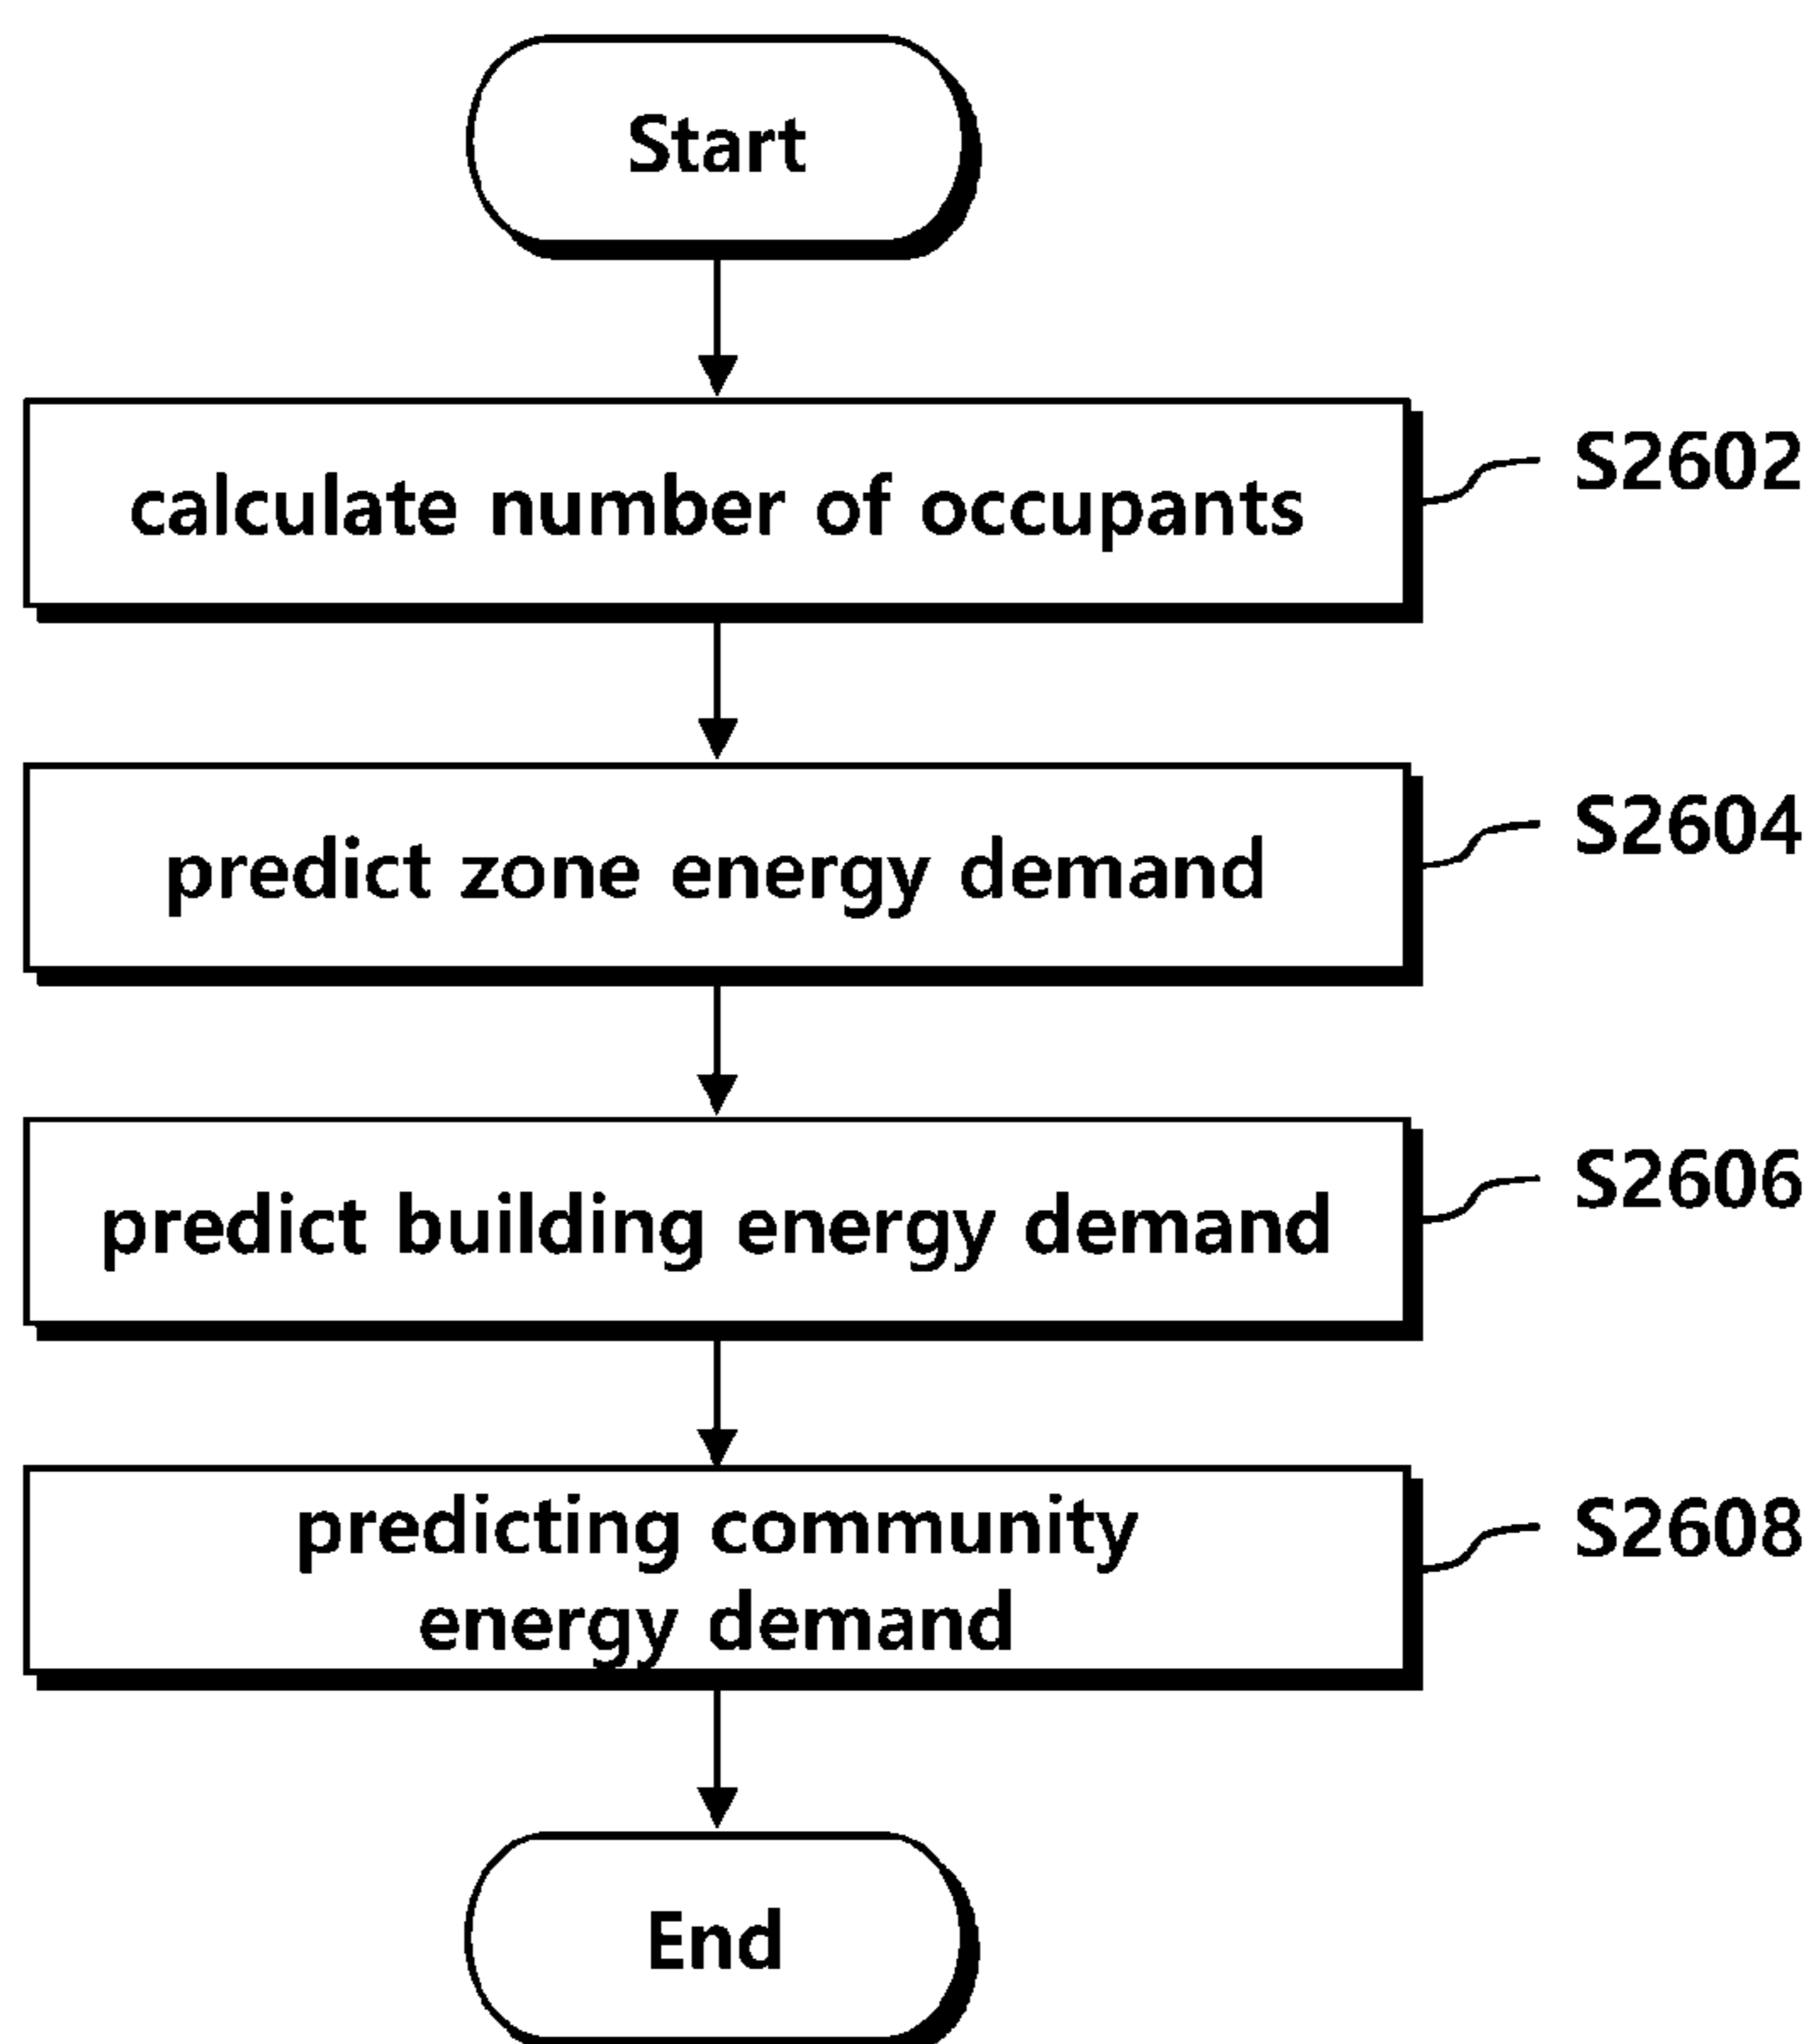 Start
calculate number of occupants
S2602
predict zone energy demand
S2604
predict building energy demand
S2606
predicting community
energy demand
S2608
End